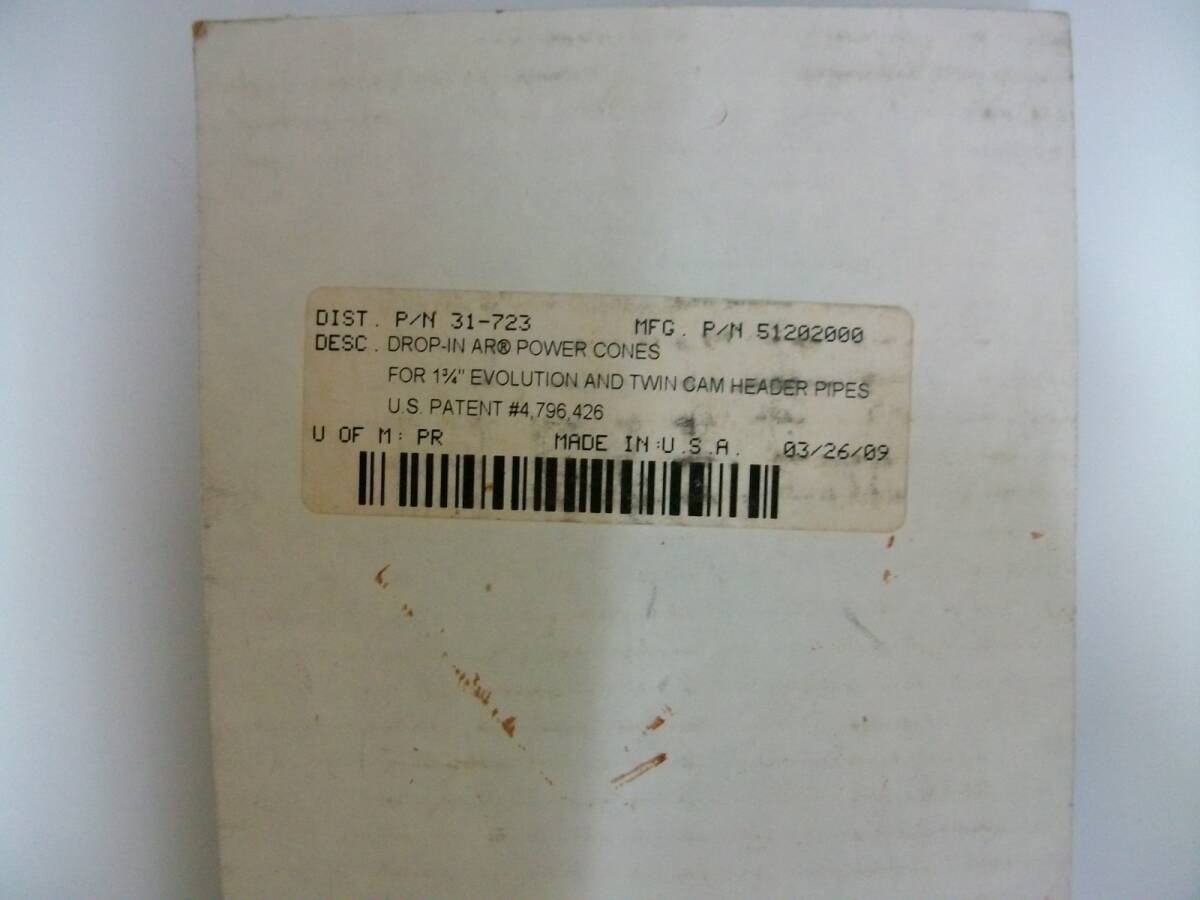 DIST. P/N 31-723 MFG. P/N 51202000
DESC. DROP-IN AR® POWER CONES
FOR 1¾" EVOLUTION AND TWIN CAM HEADER PIPES
U.S. PATENT #4,796,426
U OF M: PR MADE IN:U.S.A. 03/26/09